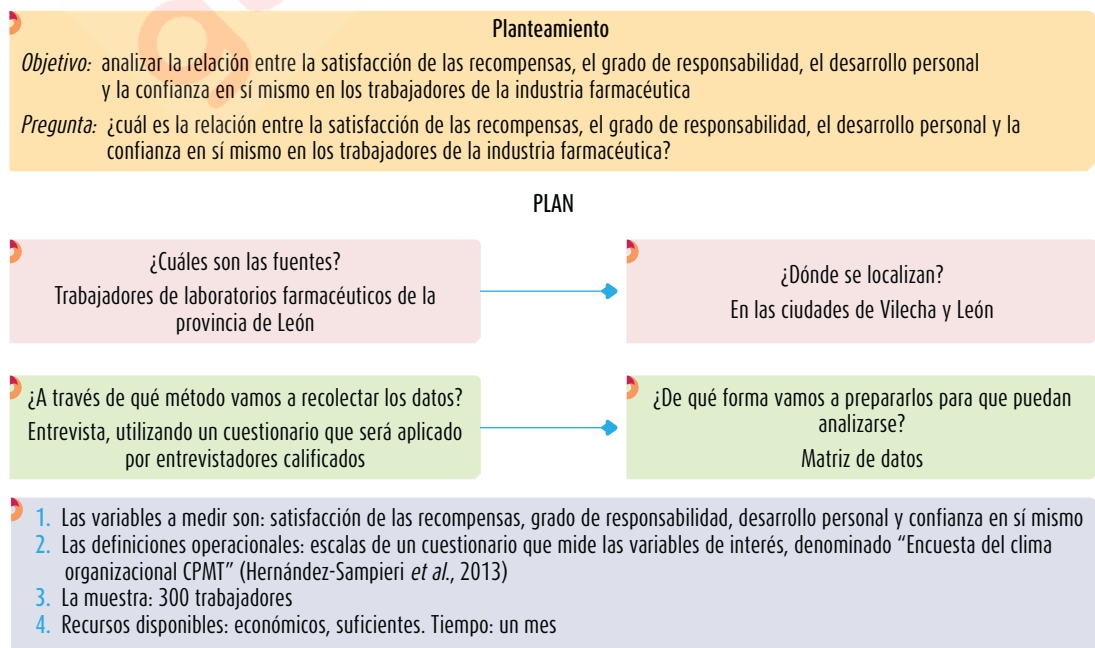 Planteamiento
Objetivo: analizar la relación entre la satisfacción de las recompensas, el grado de responsabilidad, el desarrollo personal
y la confianza en sí mismo en los trabajadores de la industria farmacéutica
Pregunta: ¿cuál es la relación entre la satisfacción de las recompensas, el grado de responsabilidad, el desarrollo personal y la
confianza en sí mismo en los trabajadores de la industria farmacéutica?
PLAN
¿Cuáles son las fuentes?
Trabajadores de laboratorios farmacéuticos de la
provincia de León
¿Dónde se localizan?
En las ciudades de Vilecha y León
¿A través de qué método vamos a recolectar los datos?
Entrevista, utilizando un cuestionario que será aplicado
por entrevistadores calificados
¿De qué forma vamos a prepararlos para que puedan
analizarse?
Matriz de datos
1. Las variables a medir son: satisfacción de las recompensas, grado de responsabilidad, desarrollo personal y confianza en sí mismo
2. Las definiciones operacionales: escalas de un cuestionario que mide las variables de interés, denominado “Encuesta del clima
organizacional CPMT” (Hernández-Sampieri et al., 2013)
3. La muestra: 300 trabajadores
4. Recursos disponibles: económicos, suficientes. Tiempo: un mes